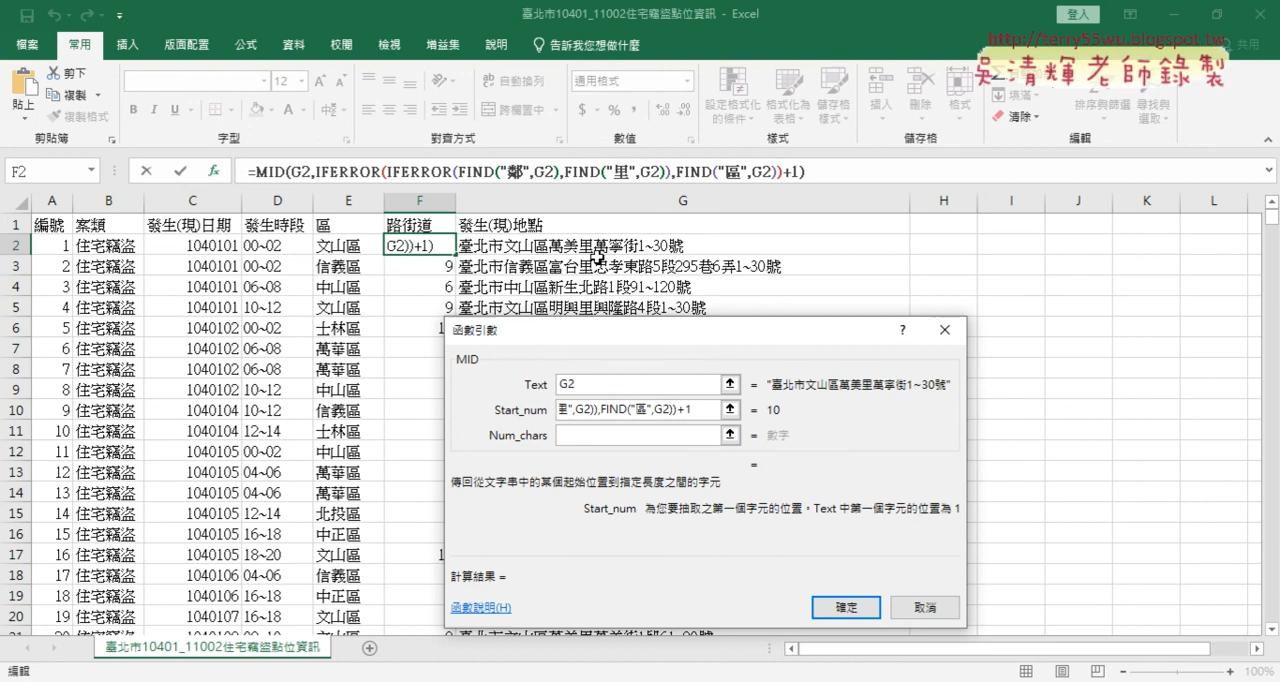 臺北市10401_11002住宅竊盜點位資訊 - Excel
登入
http://terry55wu.blogspot.tw
吳清輝老師錄製
檔案 常用 插入 版面配置 公式 資料 校閱 檢視 增益集 說明 告訴我您想做什麼 共用
貼上 剪下 複製 複製格式 剪貼簿
12 B I U A 字型
自動換列 跨欄置中 對齊方式
通用格式 $ % 數值
設定格式化的條件 格式化為表格 儲存格樣式 樣式
插入 刪除 格式 儲存格
填滿 清除 排序與篩選 尋找與選取 編輯
F2 =MID(G2,IFERROR(IFERROR(FIND("鄰",G2),FIND("里",G2)),FIND("區",G2))+1)
A B C D E F G H I J K L
1 編號 案類 發生(現)日期 發生時段 區 路街道 發生(現)地點
2 1 住宅竊盜 1040101 00~02 文山區 G2))+1) 臺北市文山區萬美里萬寧街1~30號
3 2 住宅竊盜 1040101 00~02 信義區 9 臺北市信義區富台里忠孝東路5段295巷6弄1~30號
4 3 住宅竊盜 1040101 06~08 中山區 6 臺北市中山區新生北路1段91~120號
5 4 住宅竊盜 1040101 10~12 文山區 9 臺北市文山區明興里興隆路4段1~30號
6 5 住宅竊盜 1040102 00~02 士林區 1
7 6 住宅竊盜 1040102 06~08 萬華區
8 7 住宅竊盜 1040102 06~08 萬華區
9 8 住宅竊盜 1040102 10~12 中山區
10 9 住宅竊盜 1040104 10~12 信義區
11 10 住宅竊盜 1040104 12~14 士林區
12 11 住宅竊盜 1040105 00~02 中山區
13 12 住宅竊盜 1040105 04~06 萬華區
14 13 住宅竊盜 1040105 04~06 萬華區
15 14 住宅竊盜 1040105 12~14 北投區
16 15 住宅竊盜 1040105 16~18 中正區
17 16 住宅竊盜 1040105 18~20 文山區 1
18 17 住宅竊盜 1040106 04~06 信義區
19 18 住宅竊盜 1040106 16~18 中正區
20 19 住宅竊盜 1040107 16~18 文山區
函數引數 ?
MID
Text G2 = "臺北市文山區萬美里萬寧街1~30號"
Start_num 里",G2)),FIND("區",G2))+1 = 10
Num_chars = 數字
=
傳回從文字串中的某個起始位置到指定長度之間的字元
Start_num 為您要抽取之第一個字元的位置。Text 中第一個字元的位置為 1
計算結果 =
函數說明(H) 確定 取消
臺北市10401_11002住宅竊盜點位資訊
編輯 100%